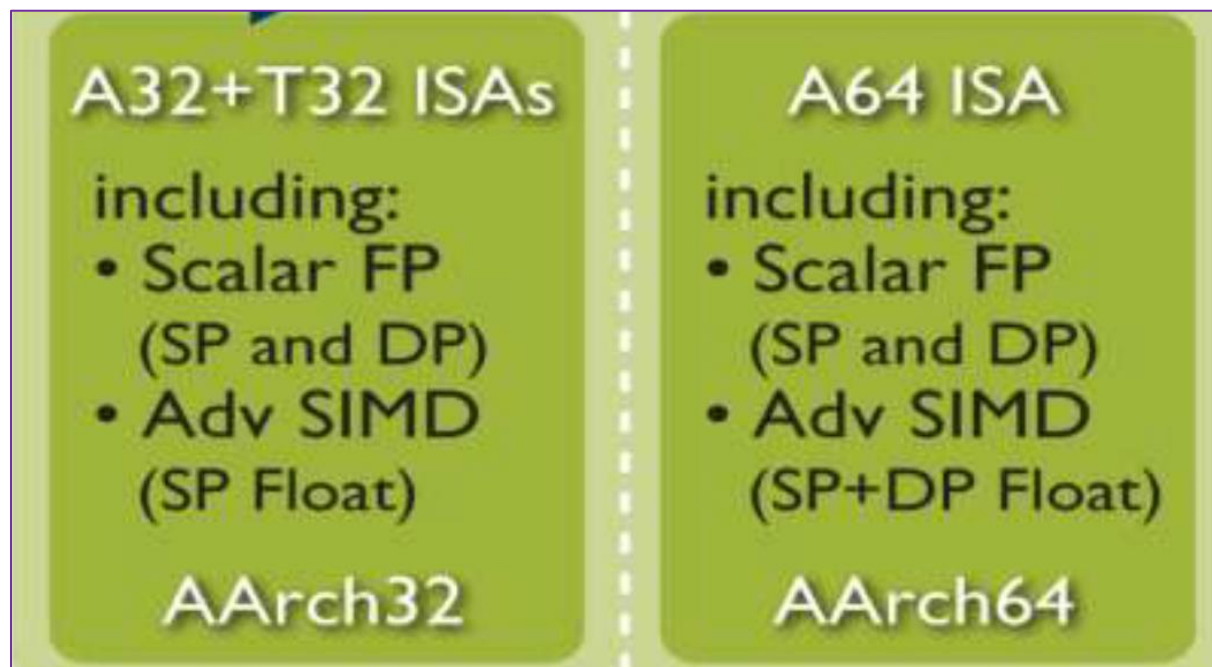 A32+T32 ISAs
including:
• Scalar FP
(SP and DP)
• Adv SIMD
(SP Float)
AArch32
A64 ISA
including:
• Scalar FP
(SP and DP)
• Adv SIMD
(SP+DP Float)
AArch64